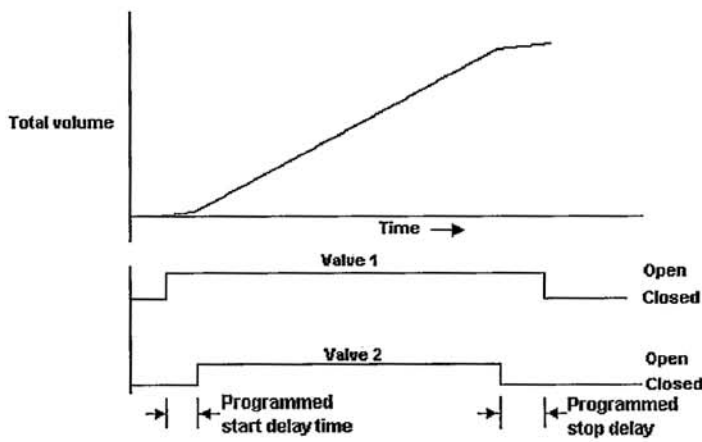 Total volume
Time
Valve 1
Open
Closed
Valve 2
Open
Closed
Programmed
start delay time
Programmed
stop delay